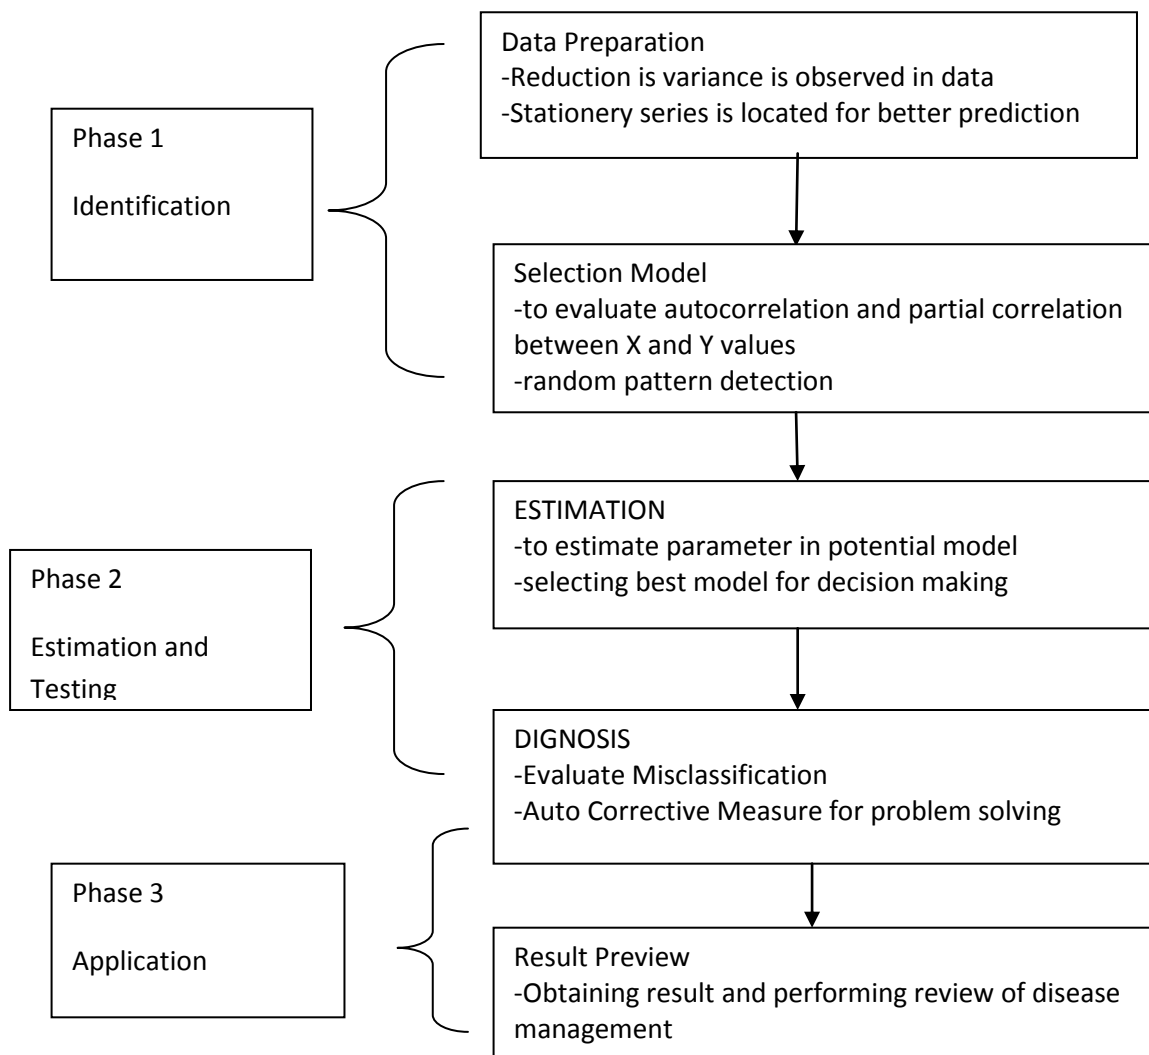 Data Preparation
-Reduction is variance is observed in data
-Stationery series is located for better prediction
Phase 1
Identification
Selection Model
-to evaluate autocorrelation and partial correlation
between X and Y values
-random pattern detection
ESTIMATION
-to estimate parameter in potential model
-selecting best model for decision making
Phase 2
Estimation and
Testing
DIGNOSIS
-Evaluate Misclassification
-Auto Corrective Measure for problem solving
Phase 3
Application
Result Preview
-Obtaining result and performing review of disease
management